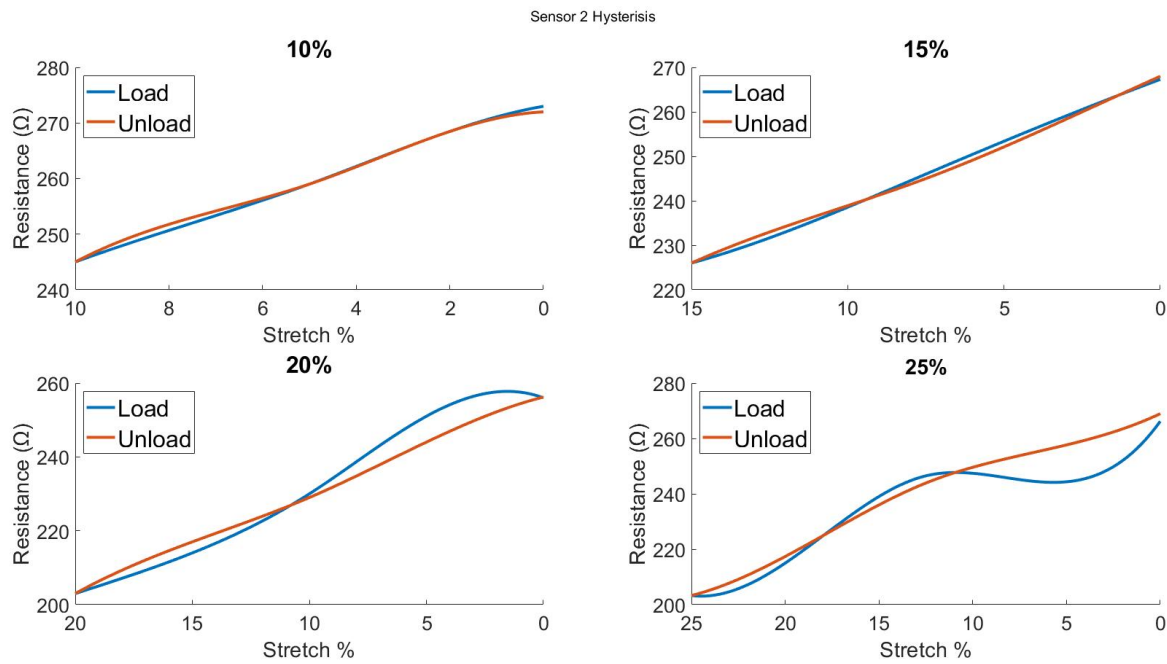 Sensor 2 Hysterisis
10%
280
270
260
250
240
Resistance (Ω)
Load
Unload
10 8 6 4 2 0
Stretch %
15%
270
260
250
240
230
220
Resistance (Ω)
Load
Unload
15 10 5 0
Stretch %
20%
260
240
220
200
Resistance (Ω)
Load
Unload
20 15 10 5 0
Stretch %
25%
280
260
240
220
200
Resistance (Ω)
Load
Unload
25 20 15 10 5 0
Stretch %